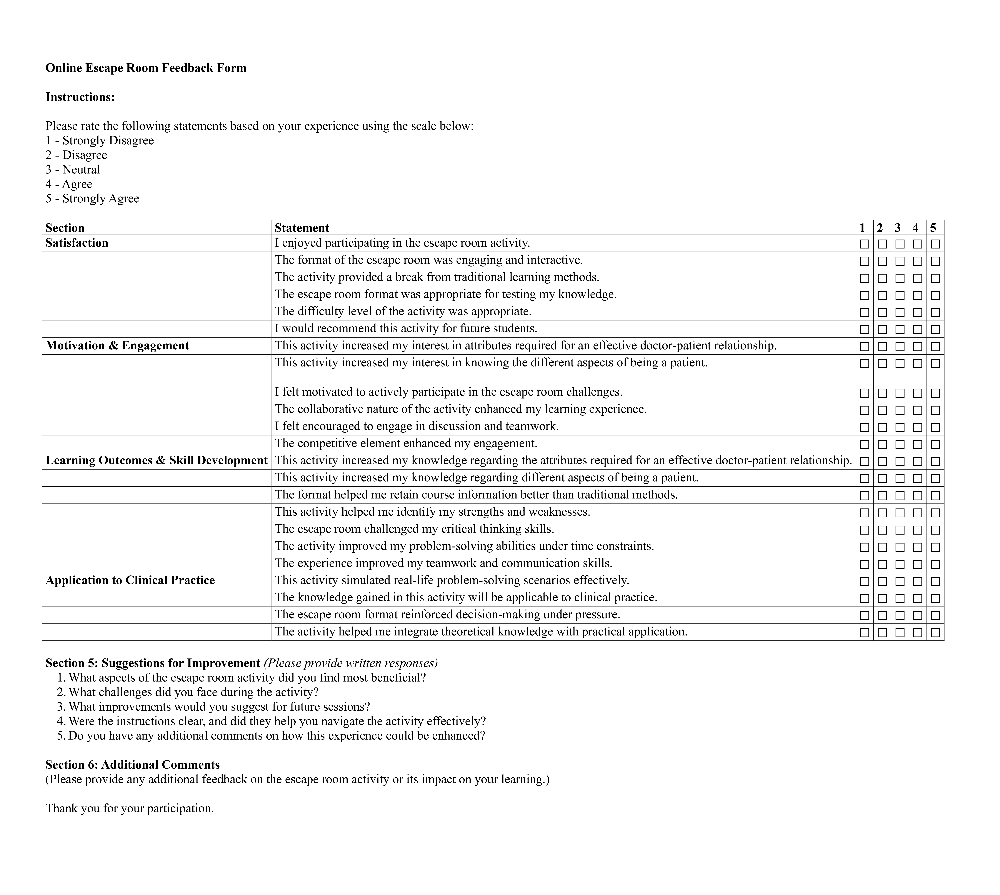 Online Escape Room Feedback Form
Instructions:
Please rate the following statements based on your experience using the scale below:
1 - Strongly Disagree
2 - Disagree
3 - Neutral
4 - Agree
5 - Strongly Agree
Section Statement 1 2 3 4 5
Satisfaction I enjoyed participating in the escape room activity. ☐ ☐ ☐ ☐ ☐
The format of the escape room was engaging and interactive. ☐ ☐ ☐ ☐ ☐
The activity provided a break from traditional learning methods. ☐ ☐ ☐ ☐ ☐
The escape room format was appropriate for testing my knowledge. ☐ ☐ ☐ ☐ ☐
The difficulty level of the activity was appropriate. ☐ ☐ ☐ ☐ ☐
I would recommend this activity for future students. ☐ ☐ ☐ ☐ ☐
Motivation & Engagement This activity increased my interest in attributes required for an effective doctor-patient relationship. ☐ ☐ ☐ ☐ ☐
This activity increased my interest in knowing the different aspects of being a patient. ☐ ☐ ☐ ☐ ☐
I felt motivated to actively participate in the escape room challenges. ☐ ☐ ☐ ☐ ☐
The collaborative nature of the activity enhanced my learning experience. ☐ ☐ ☐ ☐ ☐
I felt encouraged to engage in discussion and teamwork. ☐ ☐ ☐ ☐ ☐
The competitive element enhanced my engagement. ☐ ☐ ☐ ☐ ☐
Learning Outcomes & Skill Development This activity increased my knowledge regarding the attributes required for an effective doctor-patient relationship. ☐ ☐ ☐ ☐ ☐
This activity increased my knowledge regarding different aspects of being a patient. ☐ ☐ ☐ ☐ ☐
The format helped me retain course information better than traditional methods. ☐ ☐ ☐ ☐ ☐
This activity helped me identify my strengths and weaknesses. ☐ ☐ ☐ ☐ ☐
The escape room challenged my critical thinking skills. ☐ ☐ ☐ ☐ ☐
The activity improved my problem-solving abilities under time constraints. ☐ ☐ ☐ ☐ ☐
The experience improved my teamwork and communication skills. ☐ ☐ ☐ ☐ ☐
Application to Clinical Practice This activity simulated real-life problem-solving scenarios effectively. ☐ ☐ ☐ ☐ ☐
The knowledge gained in this activity will be applicable to clinical practice. ☐ ☐ ☐ ☐ ☐
The escape room format reinforced decision-making under pressure. ☐ ☐ ☐ ☐ ☐
The activity helped me integrate theoretical knowledge with practical application. ☐ ☐ ☐ ☐ ☐
Section 5: Suggestions for Improvement (Please provide written responses)
1. What aspects of the escape room activity did you find most beneficial?
2. What challenges did you face during the activity?
3. What improvements would you suggest for future sessions?
4. Were the instructions clear, and did they help you navigate the activity effectively?
5. Do you have any additional comments on how this experience could be enhanced?
Section 6: Additional Comments
(Please provide any additional feedback on the escape room activity or its impact on your learning.)
Thank you for your participation.